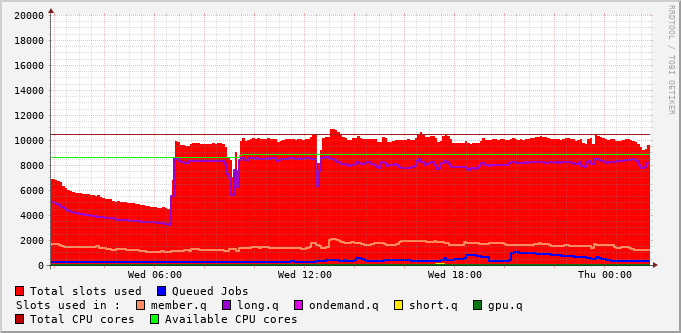 20000
18000
16000
14000
12000
10000
8000
6000
4000
2000
0
Wed 06:00 Wed 12:00 Wed 18:00 Thu 00:00
Total slots used Queued Jobs
Slots used in : member.q long.q ondemand.q short.q gpu.q
Total CPU cores Available CPU cores
RRDTOOL / TOBI OETIKER